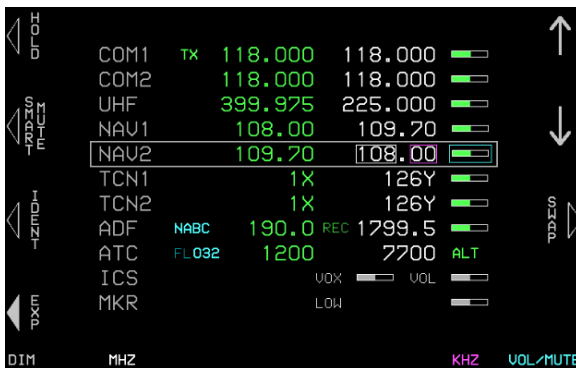 HOLD
COM1 TX 118.000 118.000
COM2 118.000 118.000
UHF 399.975 225.000
SMART MUTE
NAV1 108.00 109.70
NAV2 109.70 108.00
TCN1 1X 126Y
TCN2 1X 126Y
IDENT
SWAP
ADF NABC 190.0 REC 1799.5
ATC FL032 1200 7700 ALT
ICS VOX VOL
MKR LOW
EXP
DIM MHZ KHZ VOL/MUTE